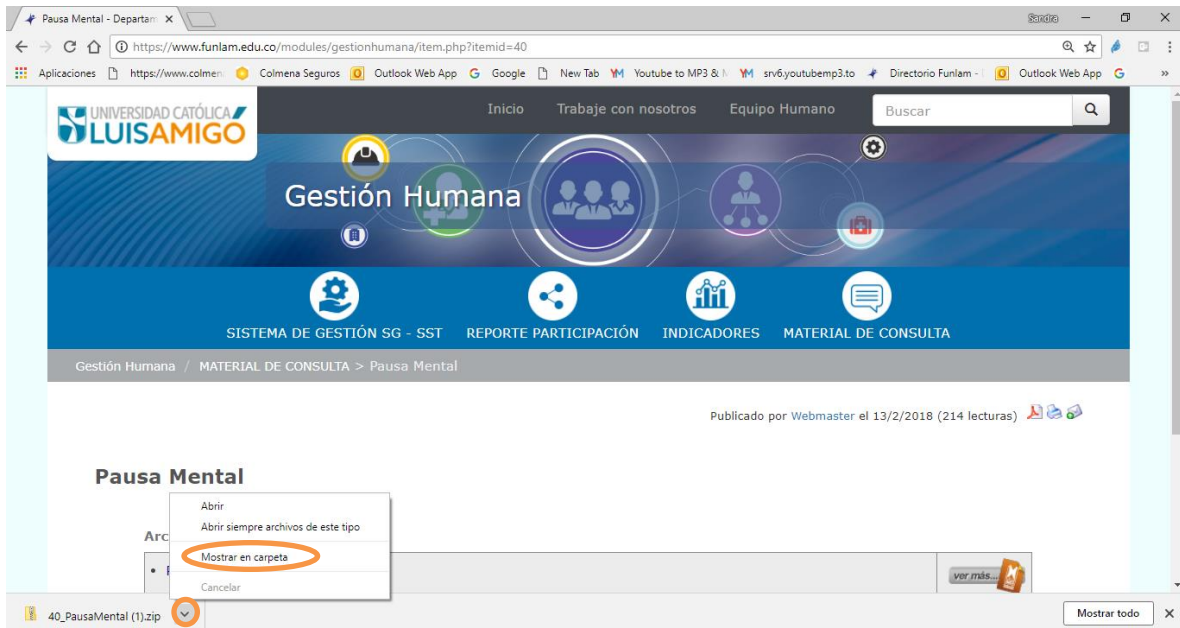 Pausa Mental - Departam
Sandra
https://www.funlam.edu.co/modules/gestionhumana/item.php?itemid=40
Aplicaciones https://www.colmen Colmena Seguros Outlook Web App Google New Tab Youtube to MP3 & srv6.youtubemp3.to Directorio Funlam - Outlook Web App »
UNIVERSIDAD CATÓLICA
LUISAMIGÓ
Inicio Trabaje con nosotros Equipo Humano Buscar
Gestión Humana
SISTEMA DE GESTIÓN SG - SST REPORTE PARTICIPACIÓN INDICADORES MATERIAL DE CONSULTA
Gestión Humana / MATERIAL DE CONSULTA > Pausa Mental
Publicado por Webmaster el 13/2/2018 (214 lecturas)
Pausa Mental
Abrir
Abrir siempre archivos de este tipo
Arc
Mostrar en carpeta
ver más...
Cancelar
40_PausaMental (1).zip
Mostrar todo